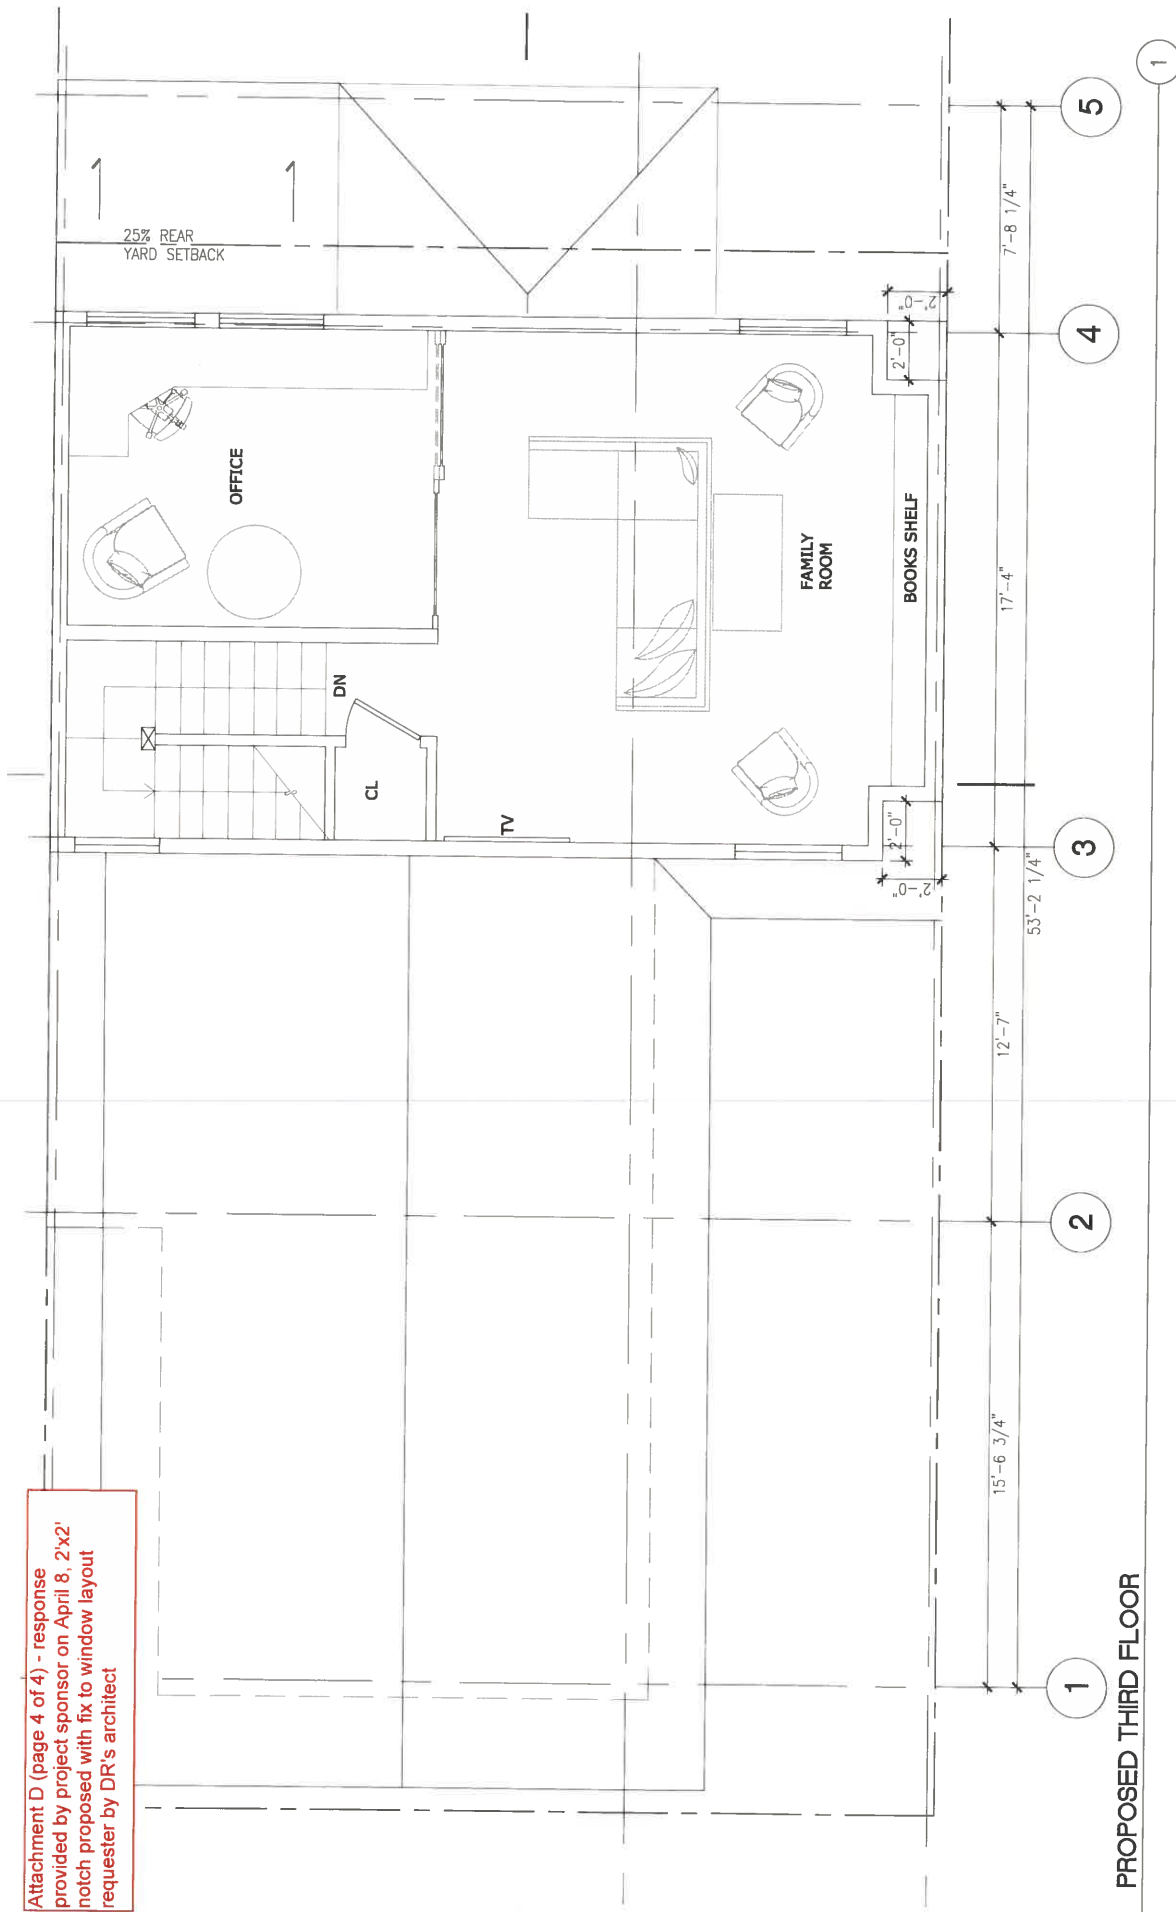 Attachment D (page 4 of 4) - response
provided by project sponsor on April 8, 2'x2'
notch proposed with fix to window layout
requester by DR's architect
25% REAR
YARD SETBACK
OFFICE
DN
CL
TV
FAMILY
ROOM
BOOKS SHELF
2'-0"
2'-0"
2'-0"
2'-0"
15'-6 3/4"
12'-7"
17'-4"
7'-8 1/4"
53'-2 1/4"
1
2
3
4
5
PROPOSED THIRD FLOOR
1